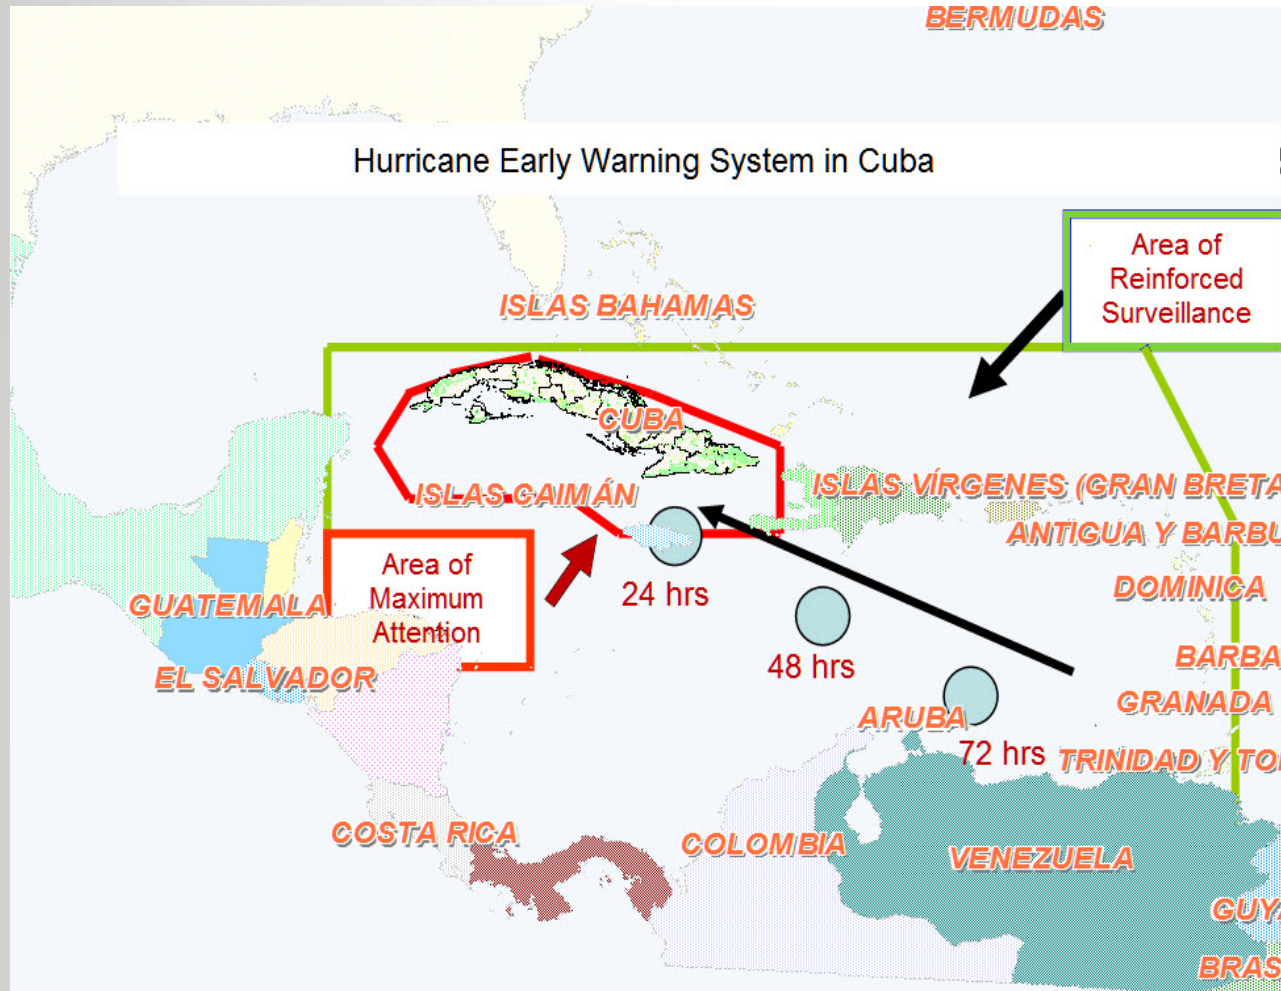 BERMUDAS
Hurricane Early Warning System in Cuba
Area of
Reinforced
Surveillance
ISLAS BAHAMAS
CUBA
ISLAS CAIMÁN
ISLAS VÍRGENES (GRAN BRETA
ANTIGUA Y BARBU
Area of
Maximum
Attention
24 hrs
DOMINICA
GUATEMALA
48 hrs
BARBA
EL SALVADOR
GRANADA
ARUBA
72 hrs
TRINIDAD Y TO
COSTA RICA
COLOMBIA
VENEZUELA
GUY
BRAS